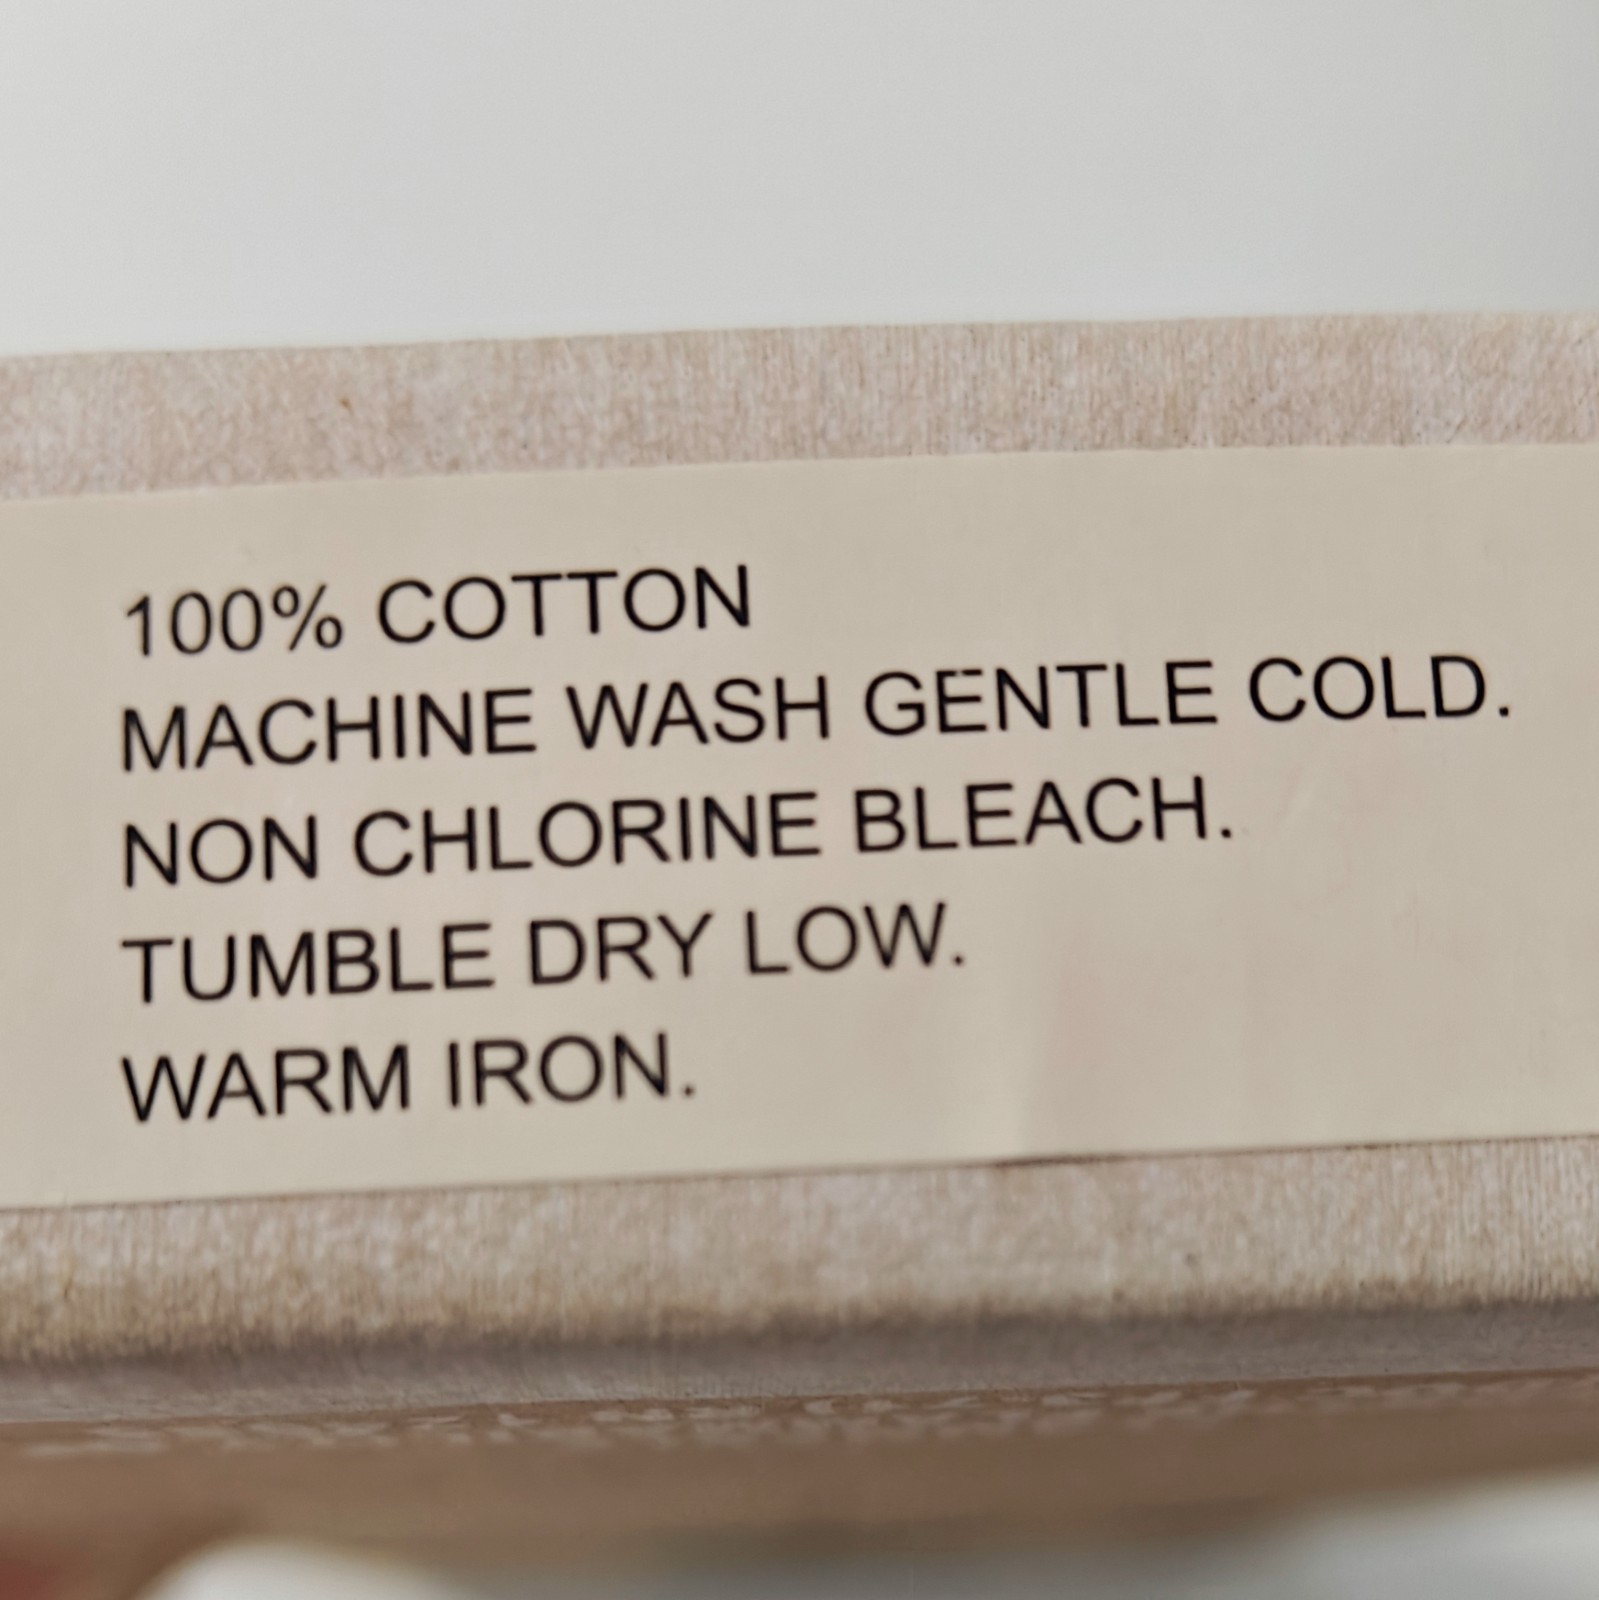 100% COTTON
MACHINE WASH GENTLE COLD.
NON CHLORINE BLEACH.
TUMBLE DRY LOW.
WARM IRON.